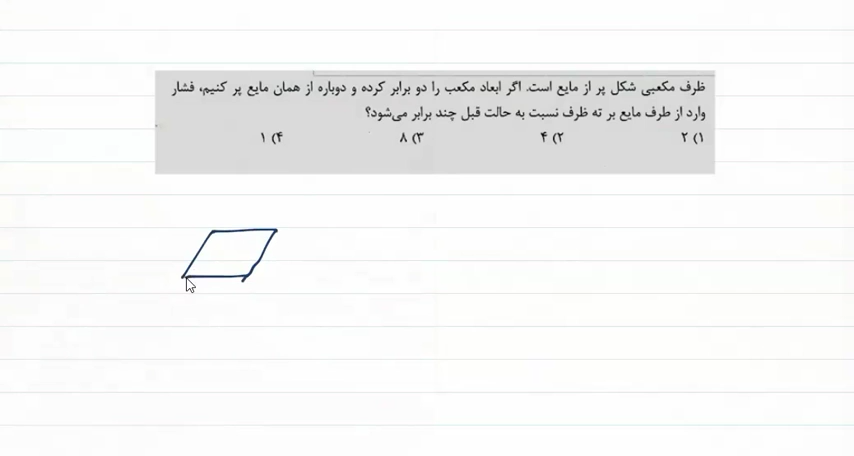 ظرف مکعبی شکل پر از مایع است. اگر ابعاد مکعب را دو برابر کرده و دوباره از همان مایع پر کنیم، فشار
وارد از طرف مایع بر ته ظرف نسبت به حالت قبل چند برابر می‌شود؟
۱) ۲ ۲) ۴ ۳) ۸ ۴) ۱